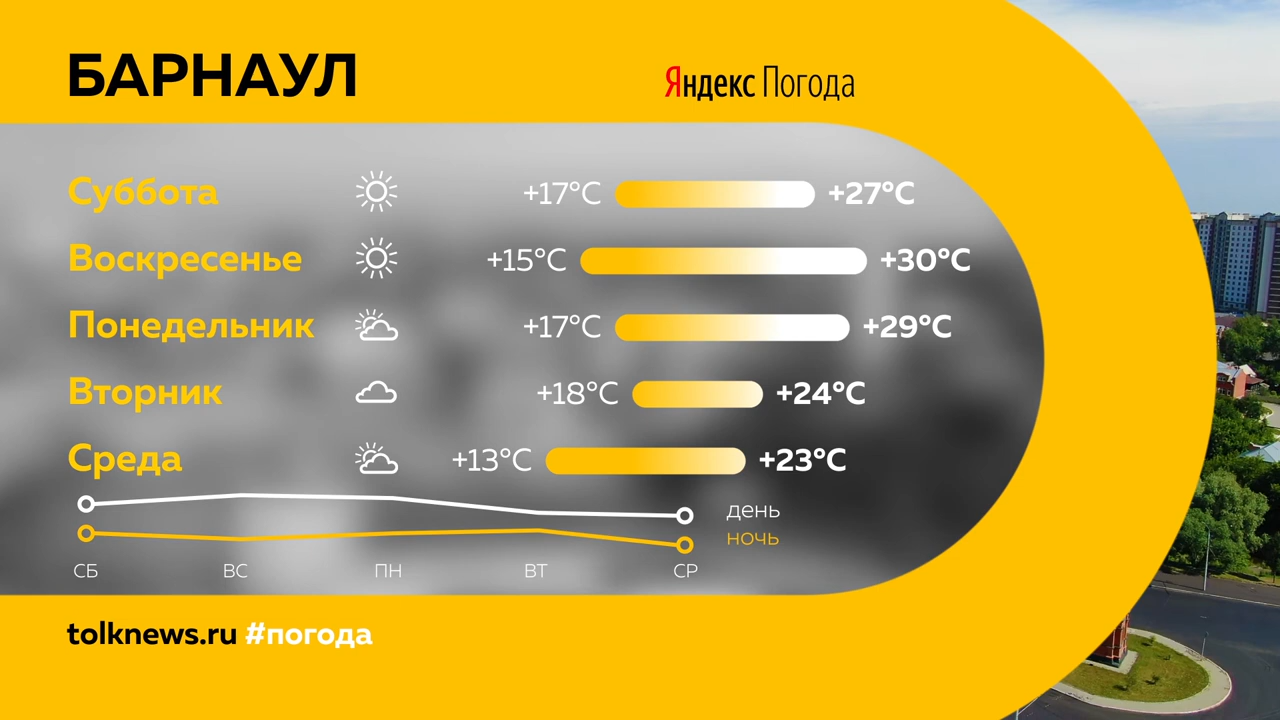 БАРНАУЛ
Яндекс Погода
Суббота +17°C +27°C
Воскресенье +15°C +30°C
Понедельник +17°C +29°C
Вторник +18°C +24°C
Среда +13°C +23°C
день
ночь
СБ ВС ПН ВТ СР
tolknews.ru #погода